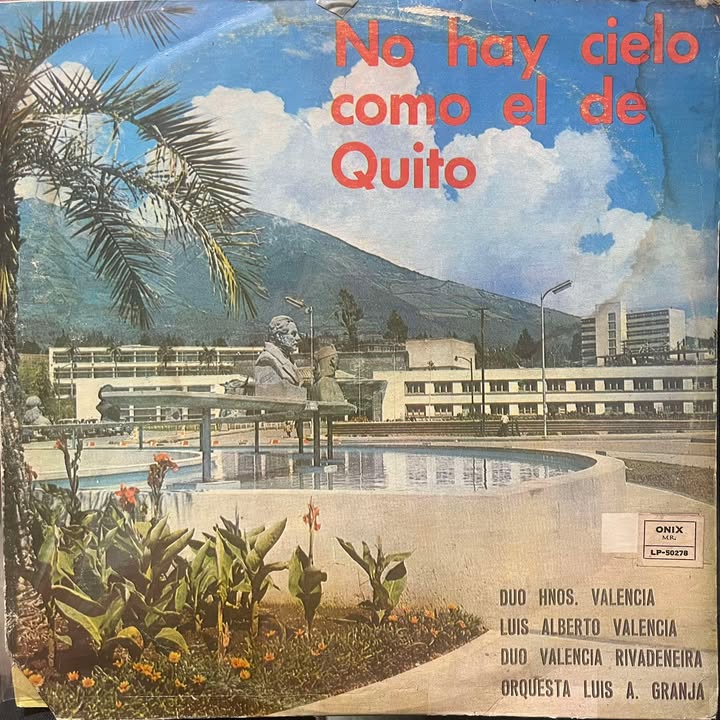 No hay cielo
como el de
Quito
ONIX
M.R.
LP-50278
DUO HNOS. VALENCIA
LUIS ALBERTO VALENCIA
DUO VALENCIA RIVADENEIRA
ORQUESTA LUIS A. GRANJA